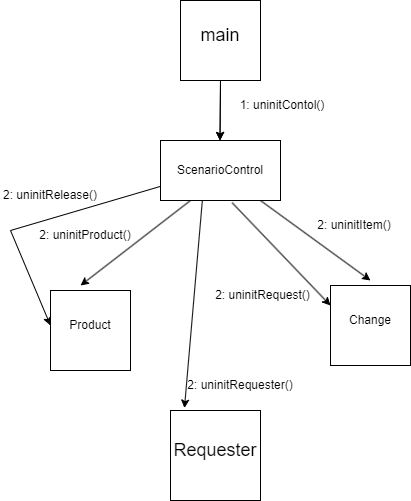 main
1: uninitContol()
ScenarioControl
2: uninitRelease()
2: uninitProduct()
2: uninitItem()
2: uninitRequest()
Product
Change
2: uninitRequester()
Requester